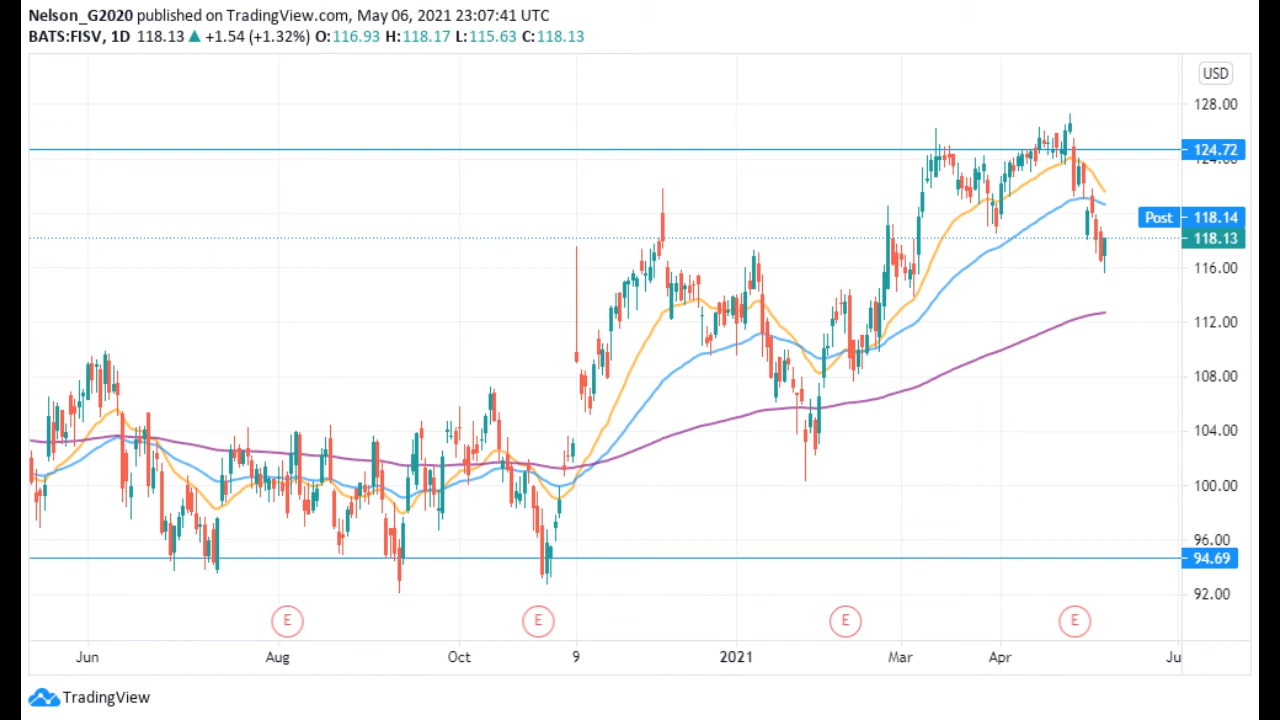 Nelson_G2020 published on TradingView.com, May 06, 2021 23:07:41 UTC
BATS:FISV, 1D 118.13 ▲ +1.54 (+1.32%) O:116.93 H:118.17 L:115.63 C:118.13
USD
128.00
124.72
124.00
Post 118.14
118.13
116.00
112.00
108.00
104.00
100.00
96.00
94.69
92.00
E E E E
Jun Aug Oct 9 2021 Mar Apr Ju
TradingView